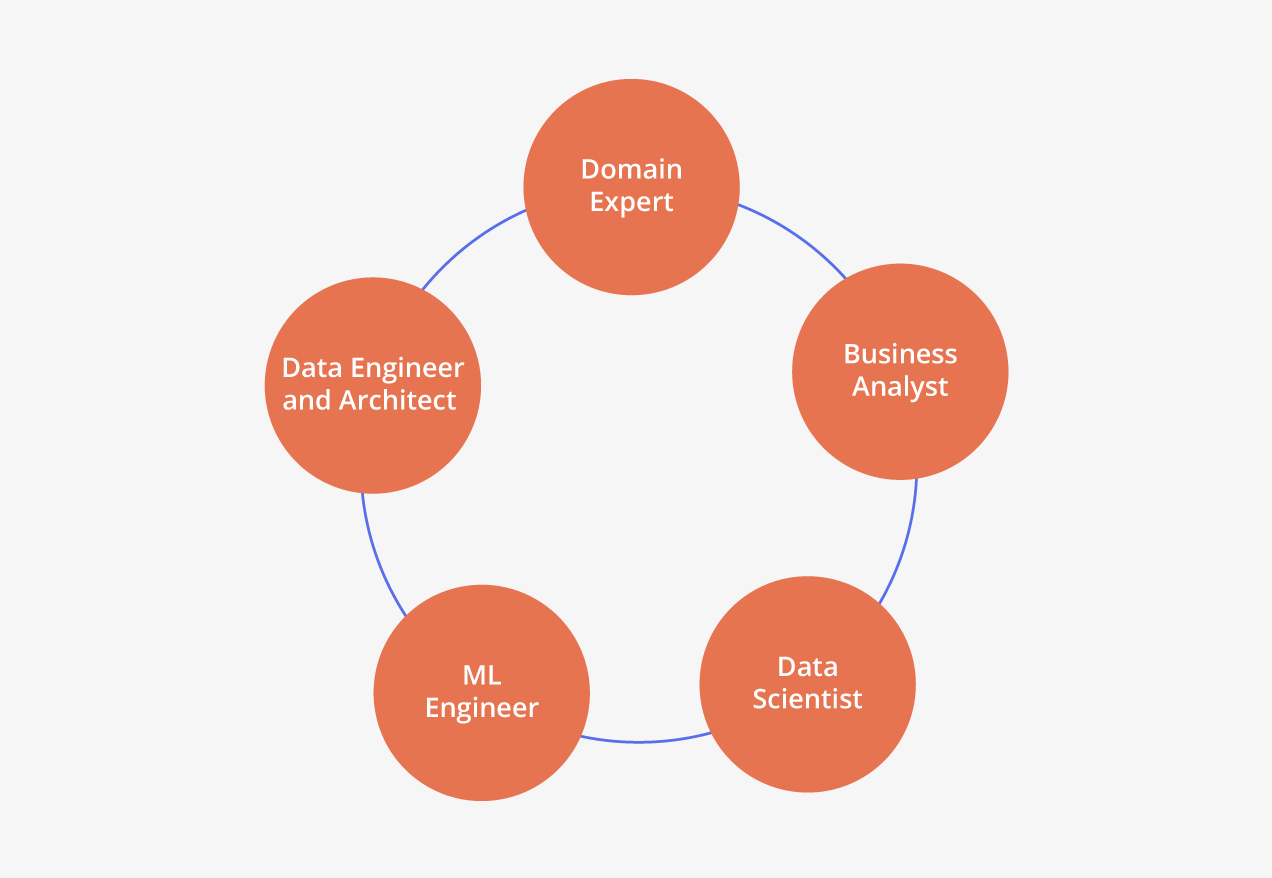 Domain
Expert
Business
Analyst
Data Engineer
and Architect
Data
Scientist
ML
Engineer